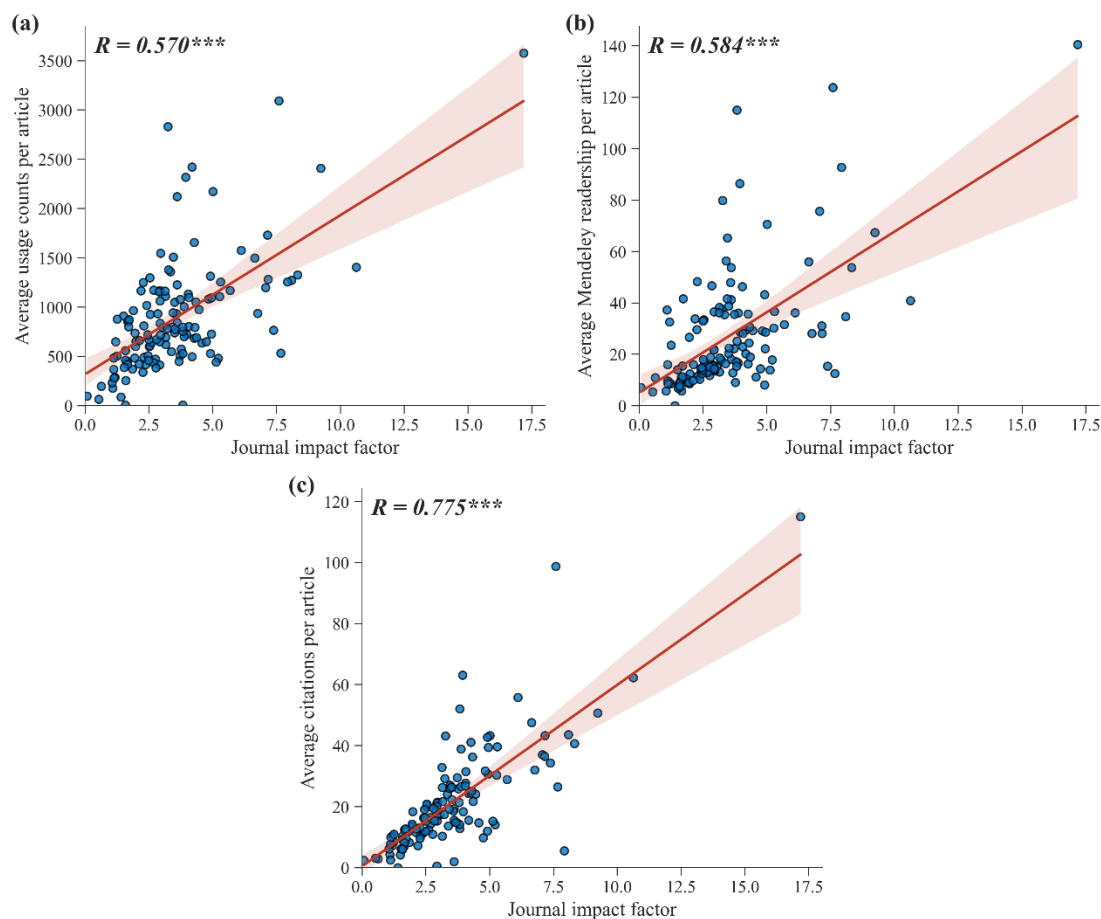 (a)
R = 0.570***
Average usage counts per article
3500
3000
2500
2000
1500
1000
500
0
0.0 2.5 5.0 7.5 10.0 12.5 15.0 17.5
Journal impact factor
(b)
R = 0.584***
Average Mendeley readership per article
140
120
100
80
60
40
20
0
0.0 2.5 5.0 7.5 10.0 12.5 15.0 17.5
Journal impact factor
(c)
R = 0.775***
Average citations per article
120
100
80
60
40
20
0
0.0 2.5 5.0 7.5 10.0 12.5 15.0 17.5
Journal impact factor